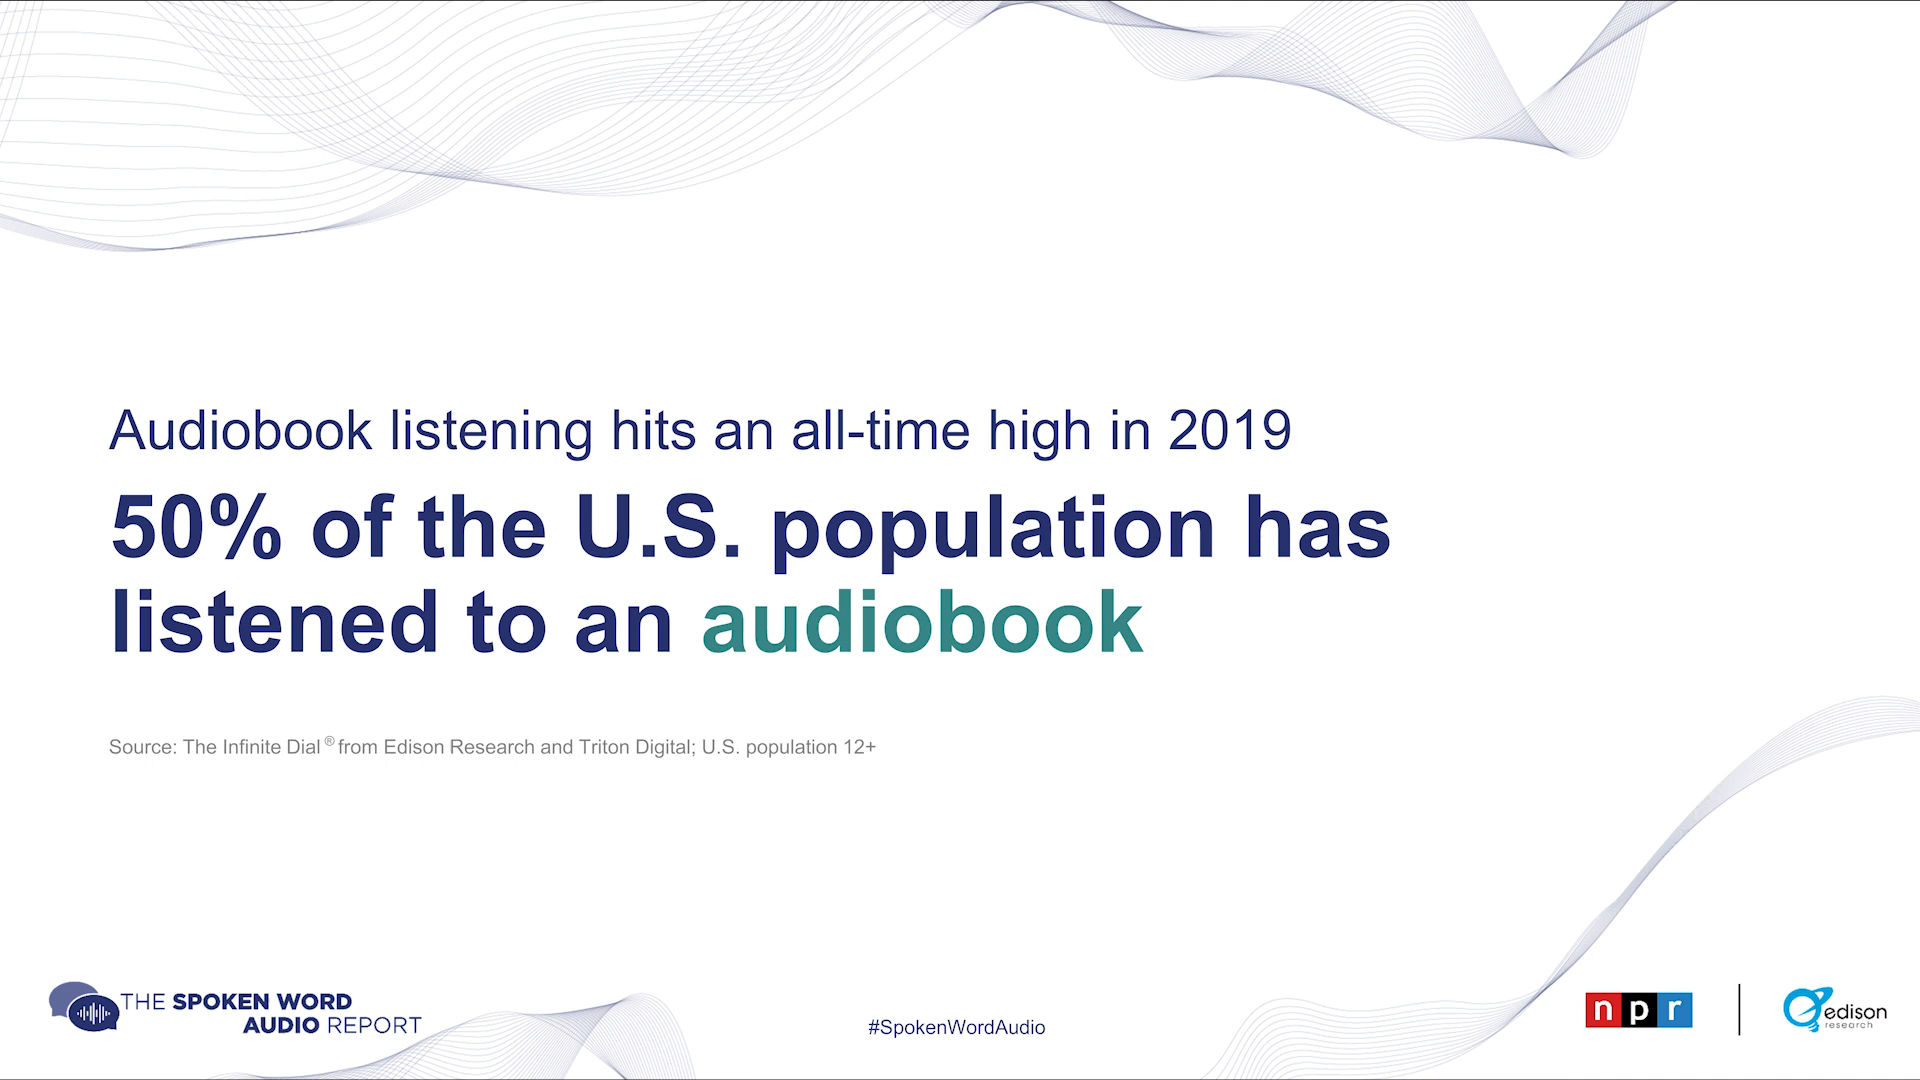 Audiobook listening hits an all-time high in 2019
50% of the U.S. population has
listened to an audiobook
Source: The Infinite Dial ® from Edison Research and Triton Digital; U.S. population 12+
THE SPOKEN WORD
AUDIO REPORT
#SpokenWordAudio
npr
edison
research